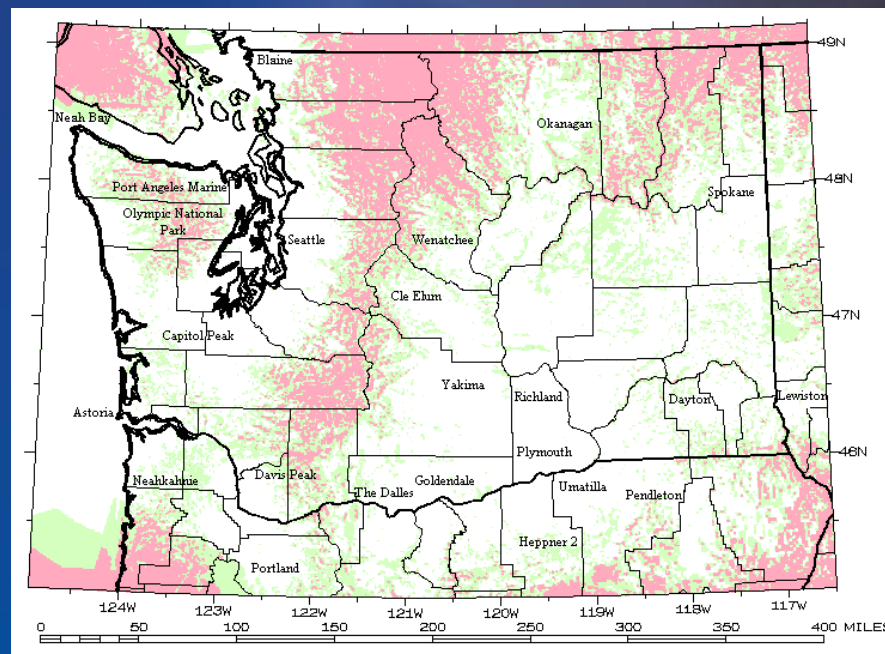 Blaine
49N
Neah Bay
Okanagan
Port Angeles Marine
48N
Spokane
Olympic National
Park
Seattle
Wenatchee
Cle Elum
47N
Capitol Peak
Yakima
Richland
Dayton
Lewiston
Astoria
Plymouth
46N
Neahkahnie
Davis Peak
Goldendale
The Dalles
Umatilla
Pendleton
Heppner 2
Portland
124W 123W 122W 121W 120W 119W 118W 117W
0 50 100 150 200 250 300 350 400 MILES